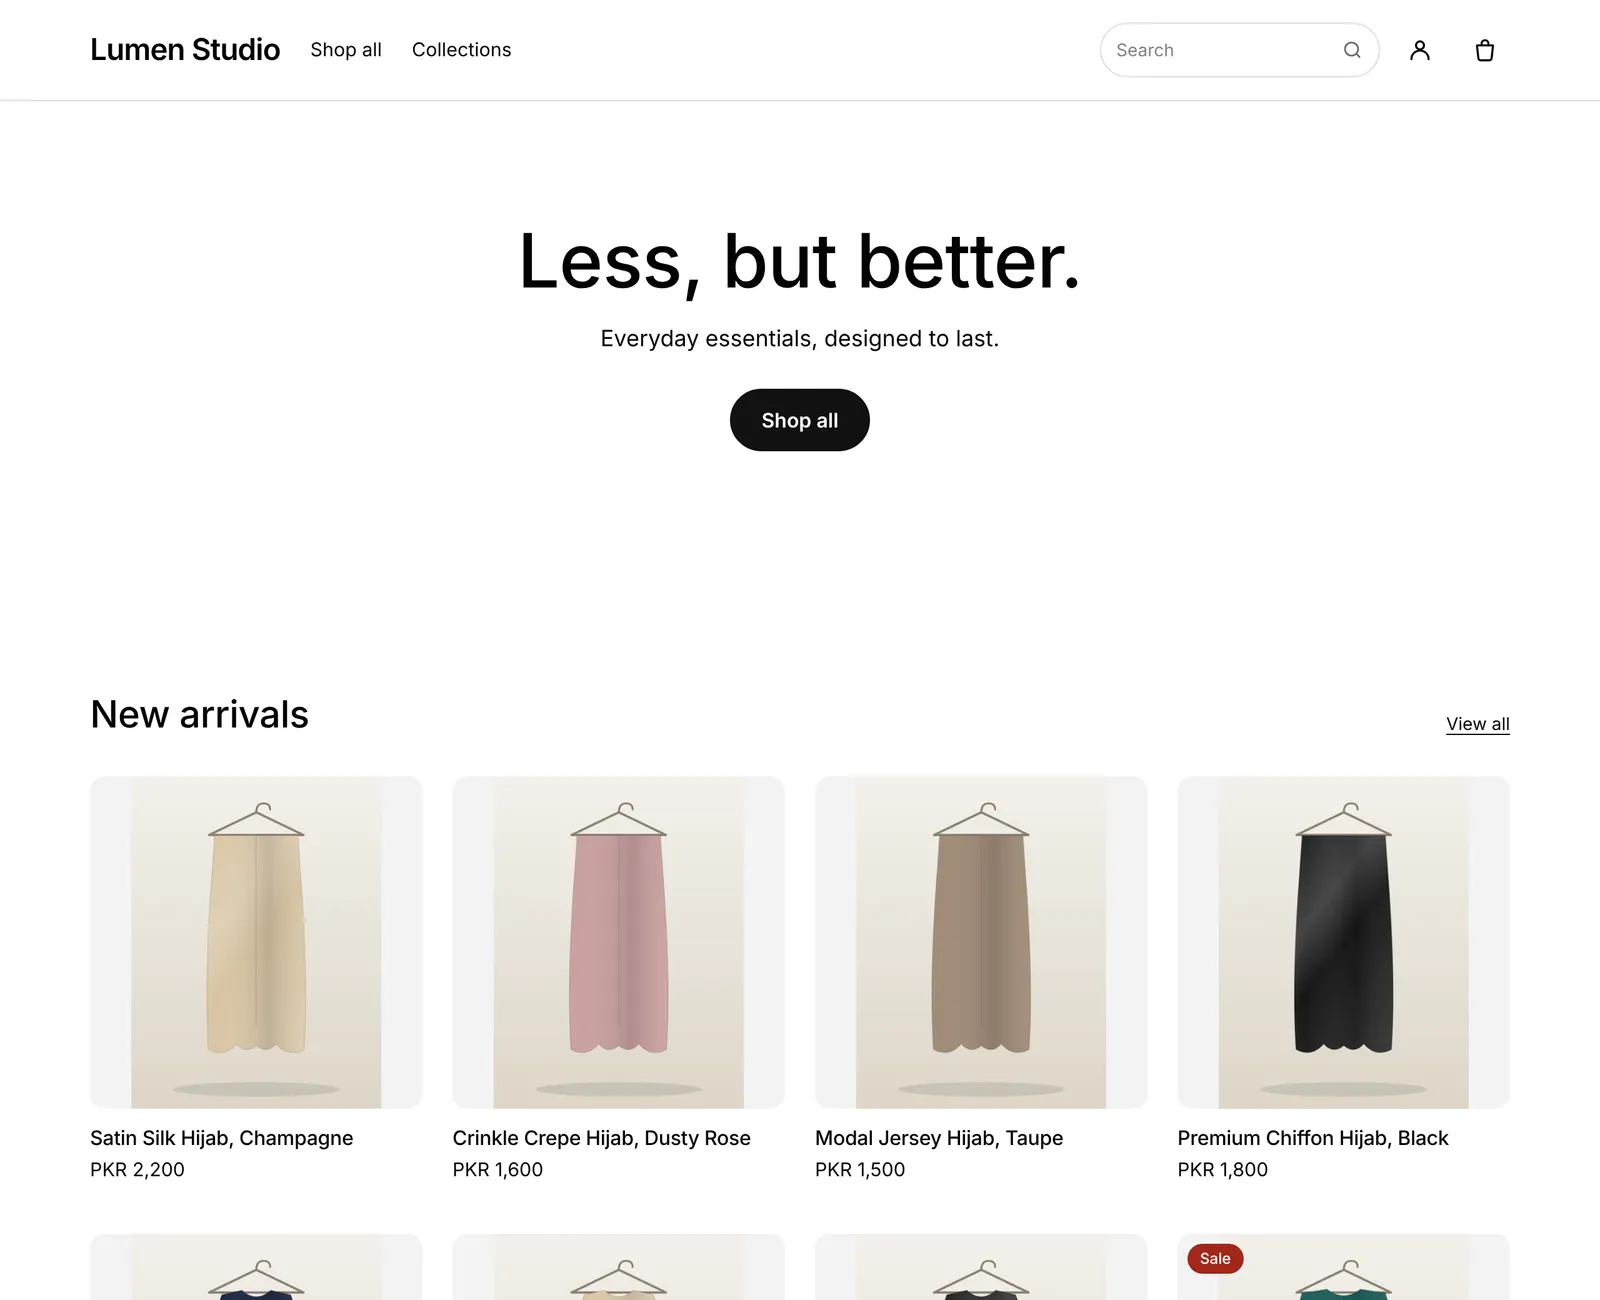 Lumen Studio
Shop all
Collections
Search
Less, but better.
Everyday essentials, designed to last.
Shop all
New arrivals
View all
Satin Silk Hijab, Champagne
PKR 2,200
Crinkle Crepe Hijab, Dusty Rose
PKR 1,600
Modal Jersey Hijab, Taupe
PKR 1,500
Premium Chiffon Hijab, Black
PKR 1,800
Sale